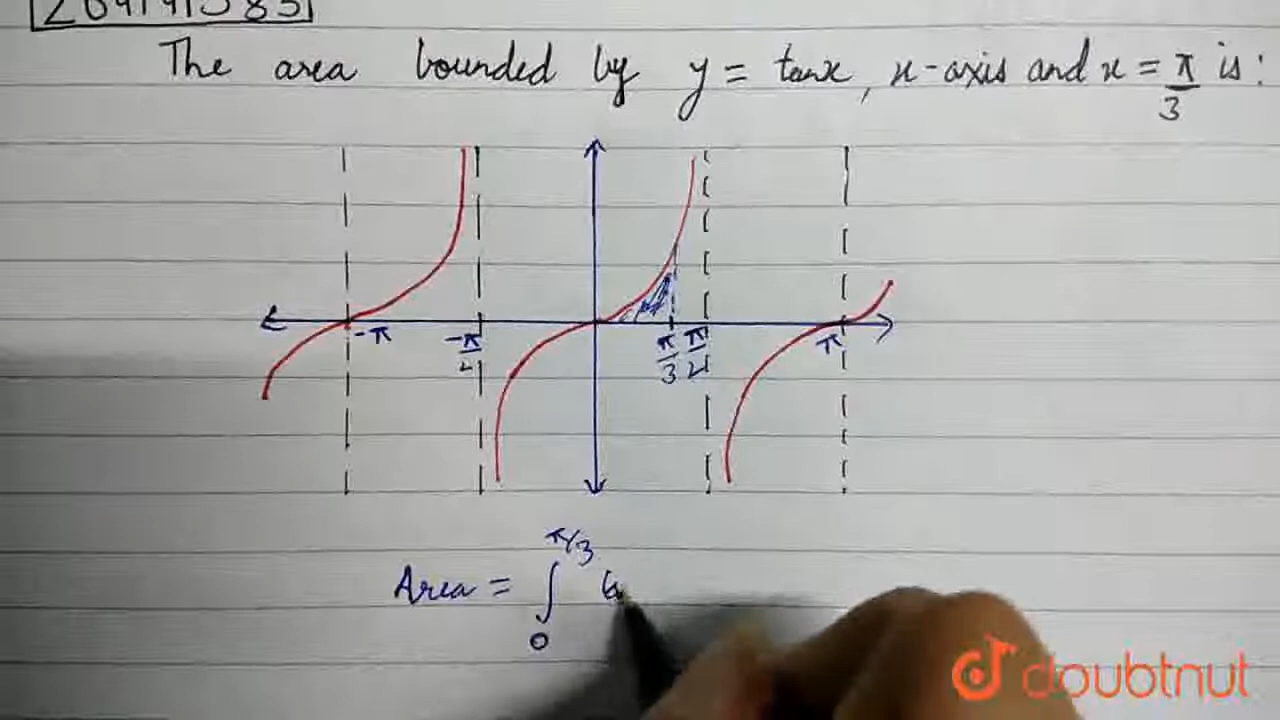 The area bounded by y = tanx, x-axis and x = π/3 is:
-π
-π/2
π/3
π/2
π
Area = ∫
π/3
0
doubtnut